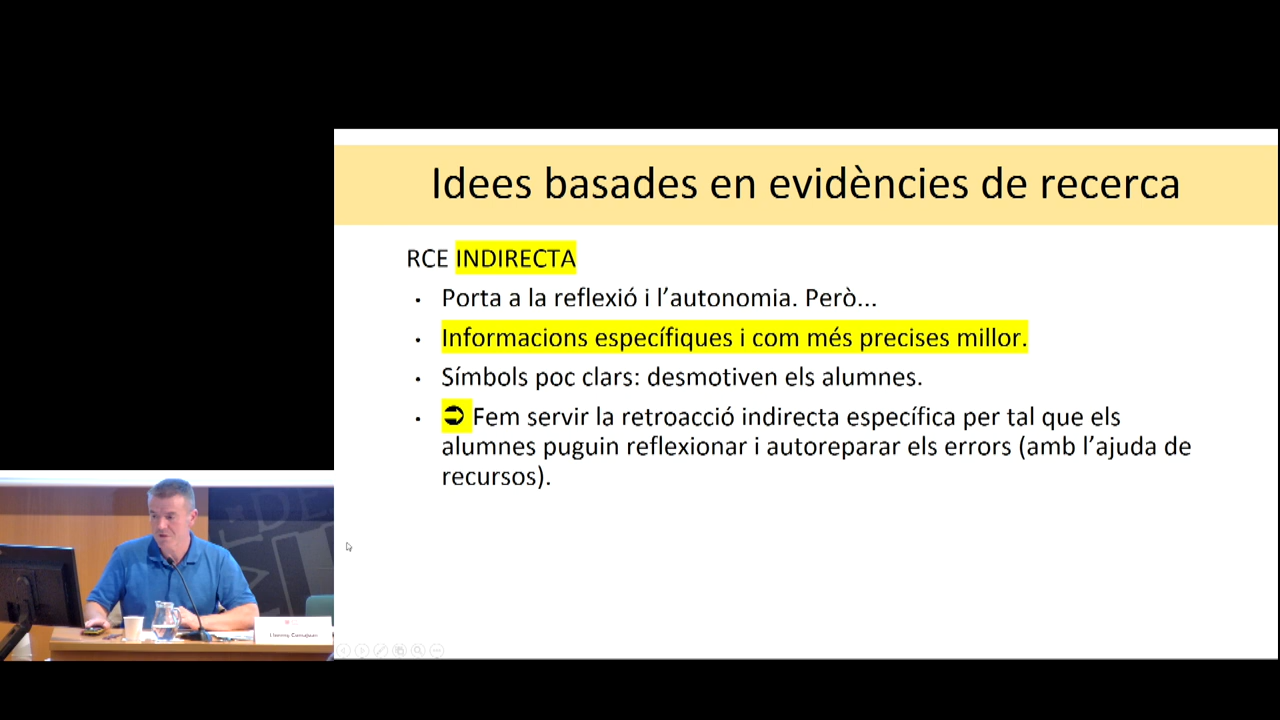 Idees basades en evidències de recerca
RCE INDIRECTA
• Porta a la reflexió i l’autonomia. Però...
• Informacions específiques i com més precises millor.
• Símbols poc clars: desmotiven els alumnes.
• ➲ Fem servir la retroacció indirecta específica per tal que els
alumnes puguin reflexionar i autoreparar els errors (amb l’ajuda de
recursos).